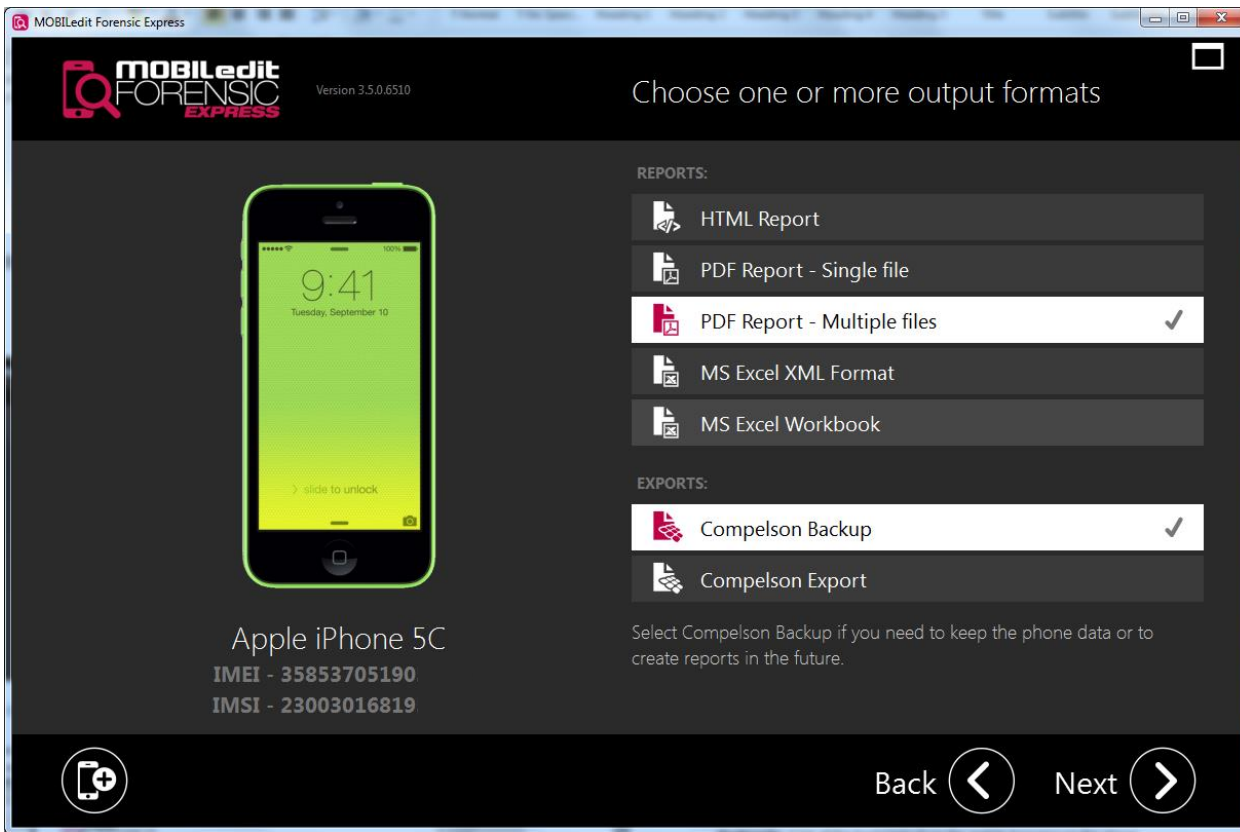 MOBILedit Forensic Express
MOBILedit
FORENSIC
EXPRESS
Version 3.5.0.6510
Choose one or more output formats
REPORTS:
HTML Report
PDF Report - Single file
PDF Report - Multiple files
MS Excel XML Format
MS Excel Workbook
EXPORTS:
Compelson Backup
Compelson Export
Select Compelson Backup if you need to keep the phone data or to
create reports in the future.
100%
9:41
Tuesday, September 10
> slide to unlock
Apple iPhone 5C
IMEI - 35853705190
IMSI - 23003016819
Back
Next